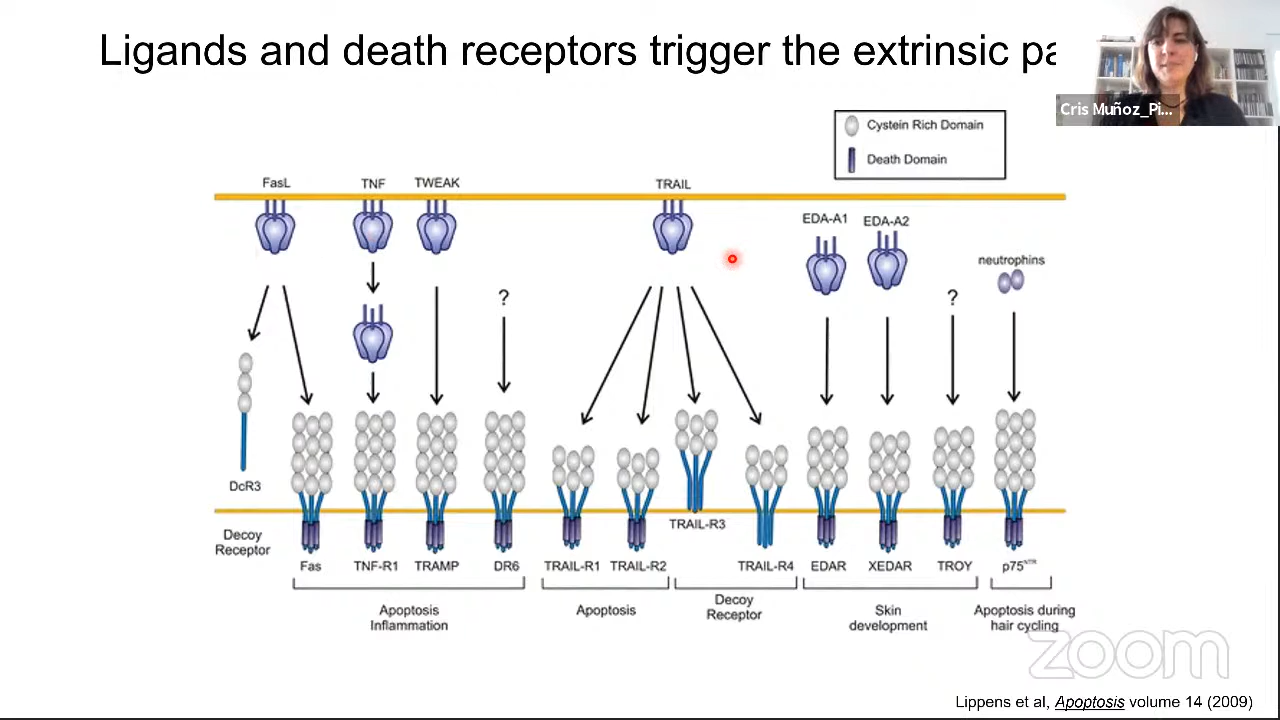 Ligands and death receptors trigger the extrinsic pa
Cris Muñoz_Pi...
Cystein Rich Domain
Death Domain
FasL
TNF
TWEAK
TRAIL
EDA-A1
EDA-A2
neutrophins
?
?
DcR3
Decoy
Receptor
Fas
TNF-R1
TRAMP
DR6
TRAIL-R1
TRAIL-R2
TRAIL-R3
TRAIL-R4
EDAR
XEDAR
TROY
p75NTR
Apoptosis
Inflammation
Apoptosis
Decoy
Receptor
Skin
development
Apoptosis during
hair cycling
zoom
Lippens et al, Apoptosis volume 14 (2009)